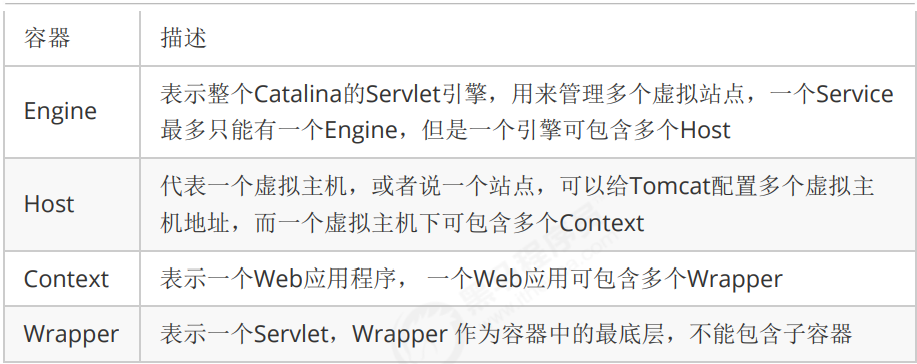 容器 描述
Engine 表示整个Catalina的Servlet引擎，用来管理多个虚拟站点，一个Service
最多只能有一个Engine，但是一个引擎可包含多个Host
Host 代表一个虚拟主机，或者说一个站点，可以给Tomcat配置多个虚拟主
机地址，而一个虚拟主机下可包含多个Context
Context 表示一个Web应用程序， 一个Web应用可包含多个Wrapper
Wrapper 表示一个Servlet，Wrapper 作为容器中的最底层，不能包含子容器